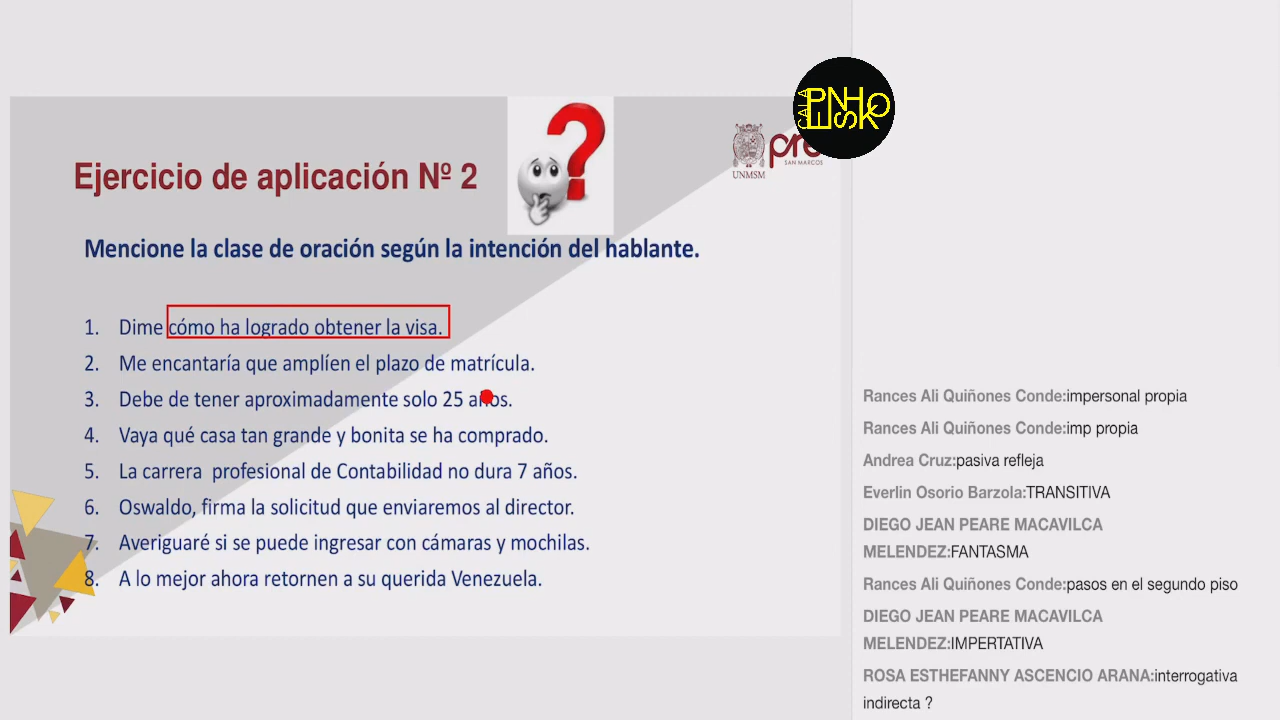 Ejercicio de aplicación Nº 2
UNMSM
pre
SAN MARCOS
Mencione la clase de oración según la intención del hablante.
1. Dime cómo ha logrado obtener la visa.
2. Me encantaría que amplíen el plazo de matrícula.
3. Debe de tener aproximadamente solo 25 años.
4. Vaya qué casa tan grande y bonita se ha comprado.
5. La carrera profesional de Contabilidad no dura 7 años.
6. Oswaldo, firma la solicitud que enviaremos al director.
7. Averiguaré si se puede ingresar con cámaras y mochilas.
8. A lo mejor ahora retornen a su querida Venezuela.
Rances Ali Quiñones Conde:impersonal propia
Rances Ali Quiñones Conde:imp propia
Andrea Cruz:pasiva refleja
Everlin Osorio Barzola:TRANSITIVA
DIEGO JEAN PEARE MACAVILCA
MELENDEZ:FANTASMA
Rances Ali Quiñones Conde:pasos en el segundo piso
DIEGO JEAN PEARE MACAVILCA
MELENDEZ:IMPERTATIVA
ROSA ESTHEFANNY ASCENCIO ARANA:interrogativa
indirecta ?